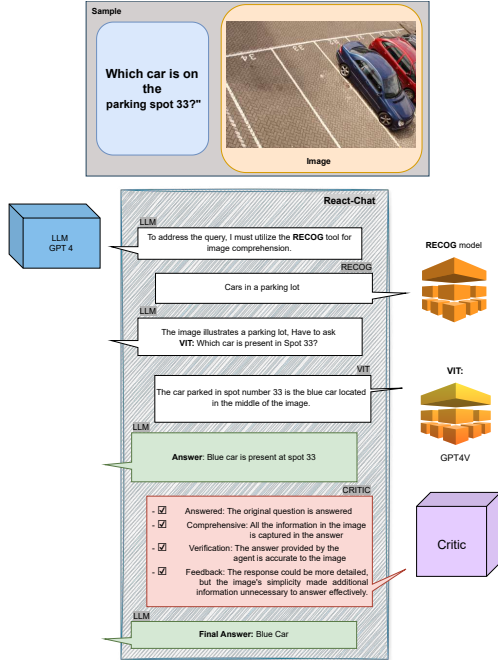 Sample
Which car is on
the
parking spot 33?"
34
33
34
Image
React-Chat
LLM
GPT 4
LLM
To address the query, I must utilize the RECOG tool for
image comprehension.
RECOG
Cars in a parking lot
RECOG model
LLM
The image illustrates a parking lot, Have to ask
VIT: Which car is present in Spot 33?
VIT
The car parked in spot number 33 is the blue car located
in the middle of the image.
VIT:
GPT4V
LLM
Answer: Blue car is present at spot 33
CRITIC
- ☑ Answered: The original question is answered
- ☑ Comprehensive: All the information in the image
is captured in the answer
- ☑ Verification: The answer provided by the
agent is accurate to the image
- ☑ Feedback: The response could be more detailed,
but the image's simplicity made additional
information unnecessary to answer effectively.
Critic
LLM
Final Answer: Blue Car